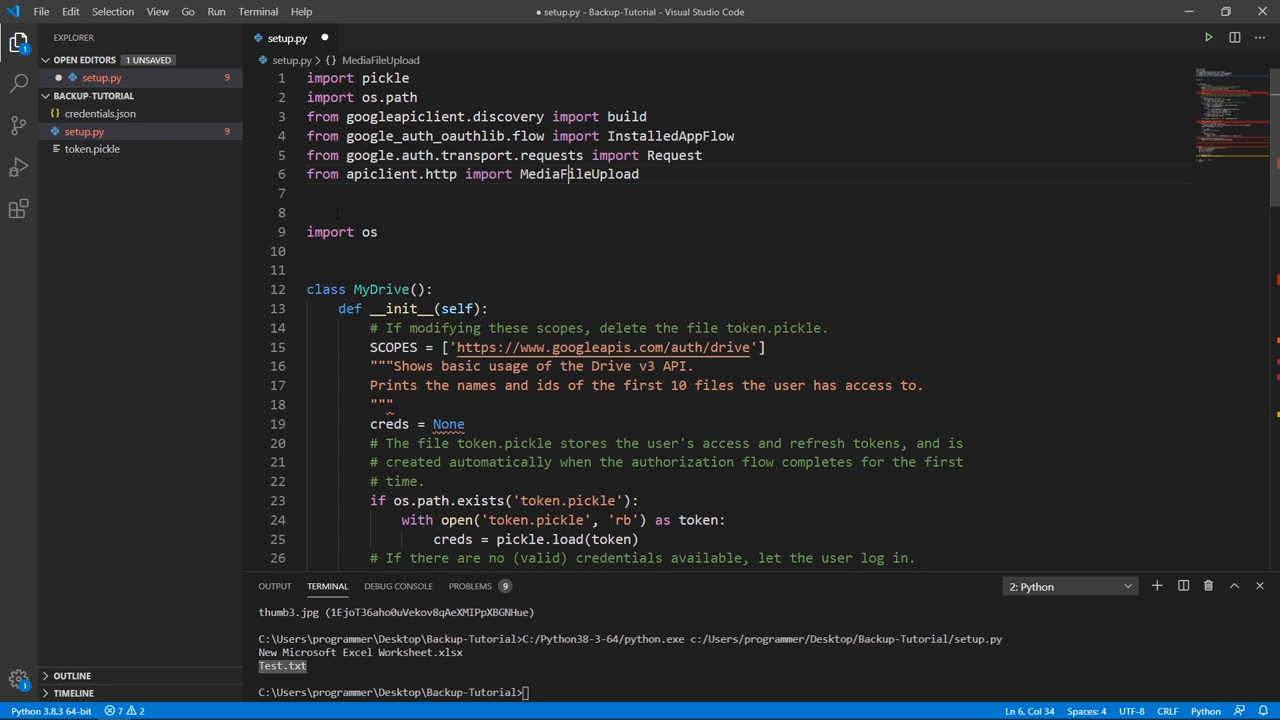 File Edit Selection View Go Run Terminal Help
● setup.py - Backup-Tutorial - Visual Studio Code
EXPLORER
OPEN EDITORS 1 UNSAVED
setup.py 9
BACKUP-TUTORIAL
credentials.json
setup.py 9
token.pickle
OUTLINE
TIMELINE
1
1
setup.py
setup.py > {} MediaFileUpload
1 import pickle
2 import os.path
3 from googleapiclient.discovery import build
4 from google_auth_oauthlib.flow import InstalledAppFlow
5 from google.auth.transport.requests import Request
6 from apiclient.http import MediaFileUpload
7
8
9 import os
10
11
12 class MyDrive():
13 def __init__(self):
14 # If modifying these scopes, delete the file token.pickle.
15 SCOPES = ['https://www.googleapis.com/auth/drive']
16 """Shows basic usage of the Drive v3 API.
17 Prints the names and ids of the first 10 files the user has access to.
18 """
19 creds = None
20 # The file token.pickle stores the user's access and refresh tokens, and is
21 # created automatically when the authorization flow completes for the first
22 # time.
23 if os.path.exists('token.pickle'):
24 with open('token.pickle', 'rb') as token:
25 creds = pickle.load(token)
26 # If there are no (valid) credentials available, let the user log in.
OUTPUT TERMINAL DEBUG CONSOLE PROBLEMS 9 2: Python
thumb3.jpg (1EjoT36aho0uVekov8qAeXMIPpXBGNHue)
C:\Users\programmer\Desktop\Backup-Tutorial>C:/Python38-3-64/python.exe c:/Users/programmer/Desktop/Backup-Tutorial/setup.py
New Microsoft Excel Worksheet.xlsx
Test.txt
C:\Users\programmer\Desktop\Backup-Tutorial>
Python 3.8.3 64-bit 7 2 Ln 6, Col 34 Spaces: 4 UTF-8 CRLF Python